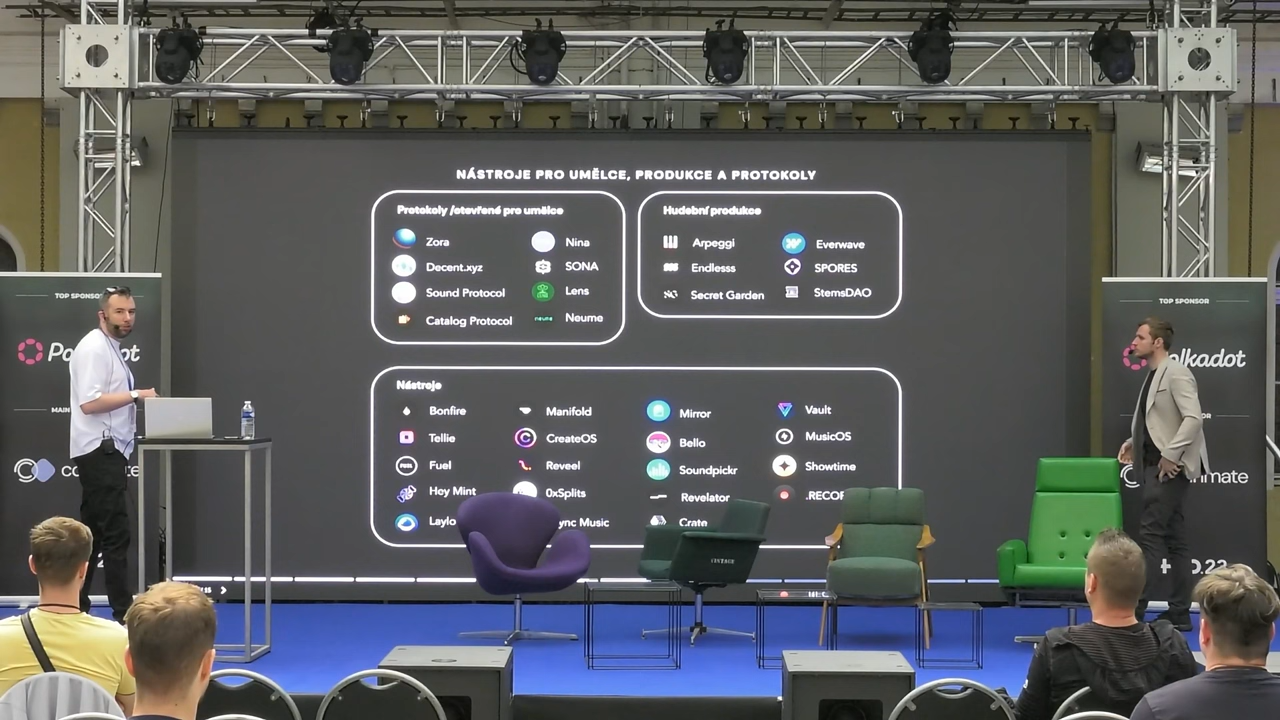 NÁSTROJE PRO UMĚLCE, PRODUKCE A PROTOKOLY
Protokoly /otevřené pro umělce
Zora
Nina
Decent.xyz
SONA
Sound Protocol
Lens
Catalog Protocol
Neume
Hudební produkce
Arpeggi
Everwave
Endlesss
SPORES
Secret Garden
StemsDAO
Nástroje
Bonfire
Manifold
Mirror
Vault
Tellie
CreateOS
Bello
MusicOS
FUEL
Fuel
Reveel
Soundpickr
Showtime
Hey Mint
0xSplits
Revelator
Crate
TOP SPONSOR
Polkadot
TOP SPONSOR
VINTAGE